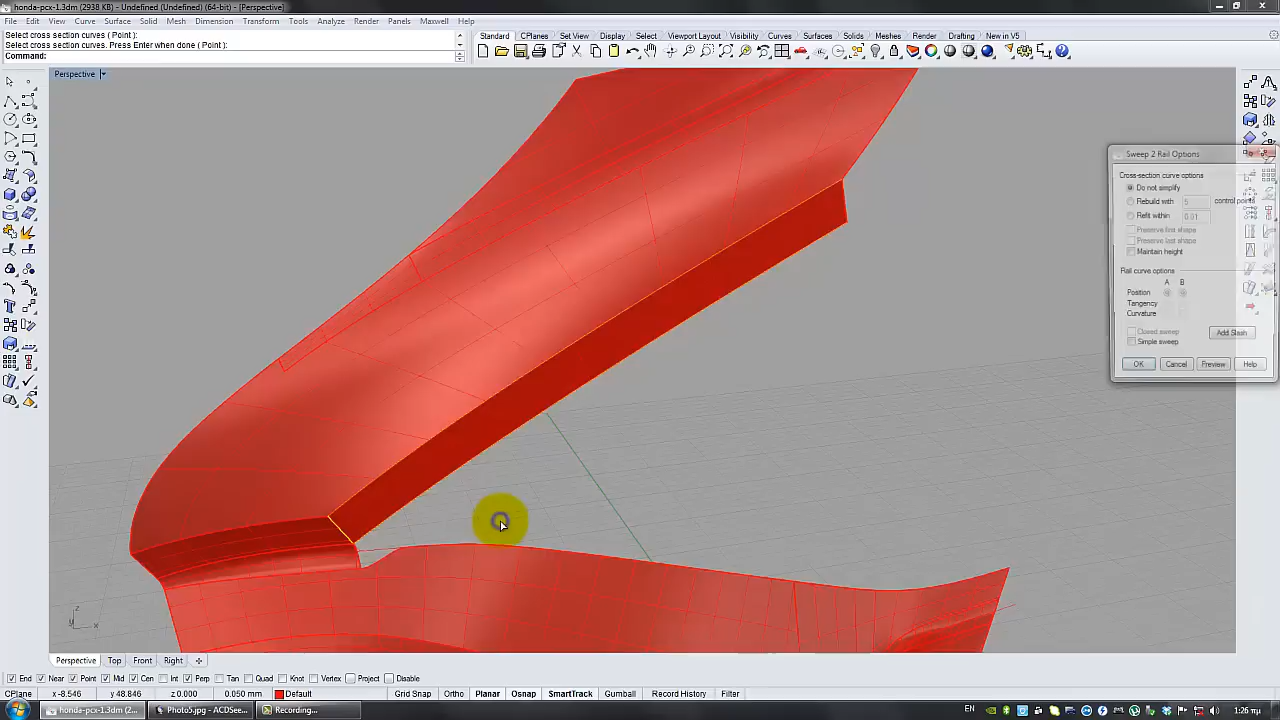 honda-pcx-1.3dm (2938 KB) - Undefined (Undefined) (64-bit) - [Perspective]
File Edit View Curve Surface Solid Mesh Dimension Transform Tools Analyze Render Panels Maxwell Help
Select cross section curves ( Point ):
Select cross section curves. Press Enter when done ( Point ):
Command:
Standard CPlanes Set View Display Select Viewport Layout Visibility Curves Surfaces Solids Meshes Render Drafting New in V5
Perspective
Sweep 2 Rail Options
Cross-section curve options
Do not simplify
Rebuild with 5 control points
Refit within 0.01
Preserve first shape
Preserve last shape
Maintain height
Rail curve options
A B
Position
Tangency
Curvature
Closed sweep
Add Slash
Simple sweep
OK Cancel Preview Help
z
y x
Perspective Top Front Right
End Near Point Mid Cen Int Perp Tan Quad Knot Vertex Project Disable
CPlane x -8.546 y 48.846 z 0.000 0.050 mm Default Grid Snap Ortho Planar Osnap SmartTrack Gumball Record History Filter
honda-pcx-1.3dm (... Photo5.jpg - ACDSee... Recording... EN 1:26 πμ